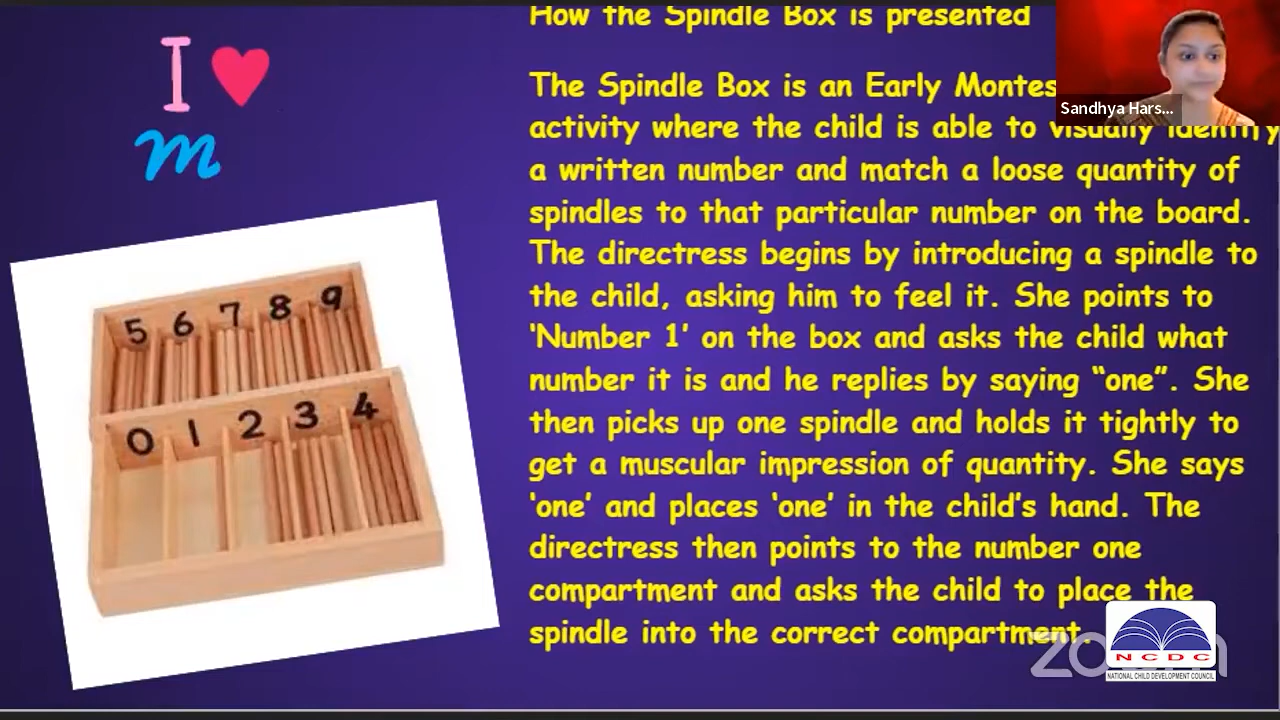 How the Spindle Box is presented
I
m
The Spindle Box is an Early Montes
activity where the child is able to visually identify
a written number and match a loose quantity of
spindles to that particular number on the board.
The directress begins by introducing a spindle to
the child, asking him to feel it. She points to
‘Number 1’ on the box and asks the child what
number it is and he replies by saying “one”. She
then picks up one spindle and holds it tightly to
get a muscular impression of quantity. She says
‘one’ and places ‘one’ in the child’s hand. The
directress then points to the number one
compartment and asks the child to place the
spindle into the correct compartment.
5 6 7 8 9
0 1 2 3 4
Sandhya Hars...
zoom
NCDC
NATIONAL CHILD DEVELOPMENT COUNCIL